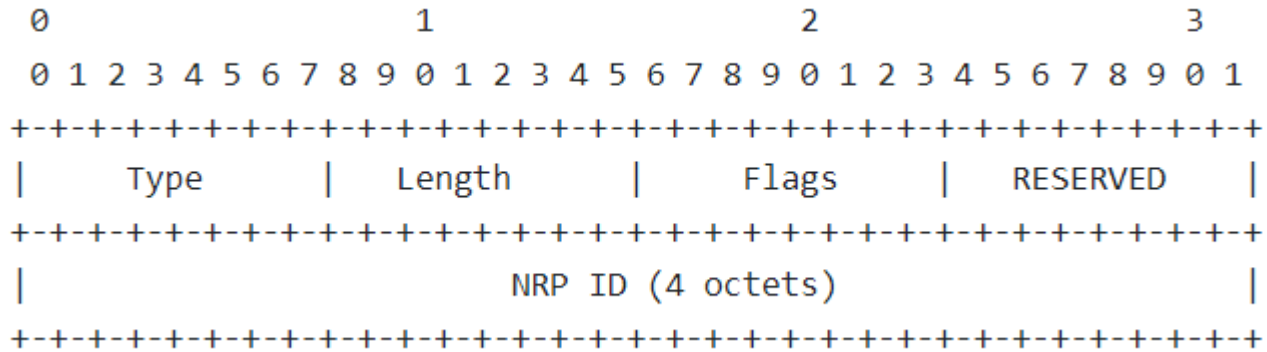 0                   1                   2                   3
0 1 2 3 4 5 6 7 8 9 0 1 2 3 4 5 6 7 8 9 0 1 2 3 4 5 6 7 8 9 0 1
+-+-+-+-+-+-+-+-+-+-+-+-+-+-+-+-+-+-+-+-+-+-+-+-+-+-+-+-+-+-+-+-+
|     Type      |   Length      |     Flags     |   RESERVED    |
+-+-+-+-+-+-+-+-+-+-+-+-+-+-+-+-+-+-+-+-+-+-+-+-+-+-+-+-+-+-+-+-+
|                         NRP ID (4 octets)                     |
+-+-+-+-+-+-+-+-+-+-+-+-+-+-+-+-+-+-+-+-+-+-+-+-+-+-+-+-+-+-+-+-+